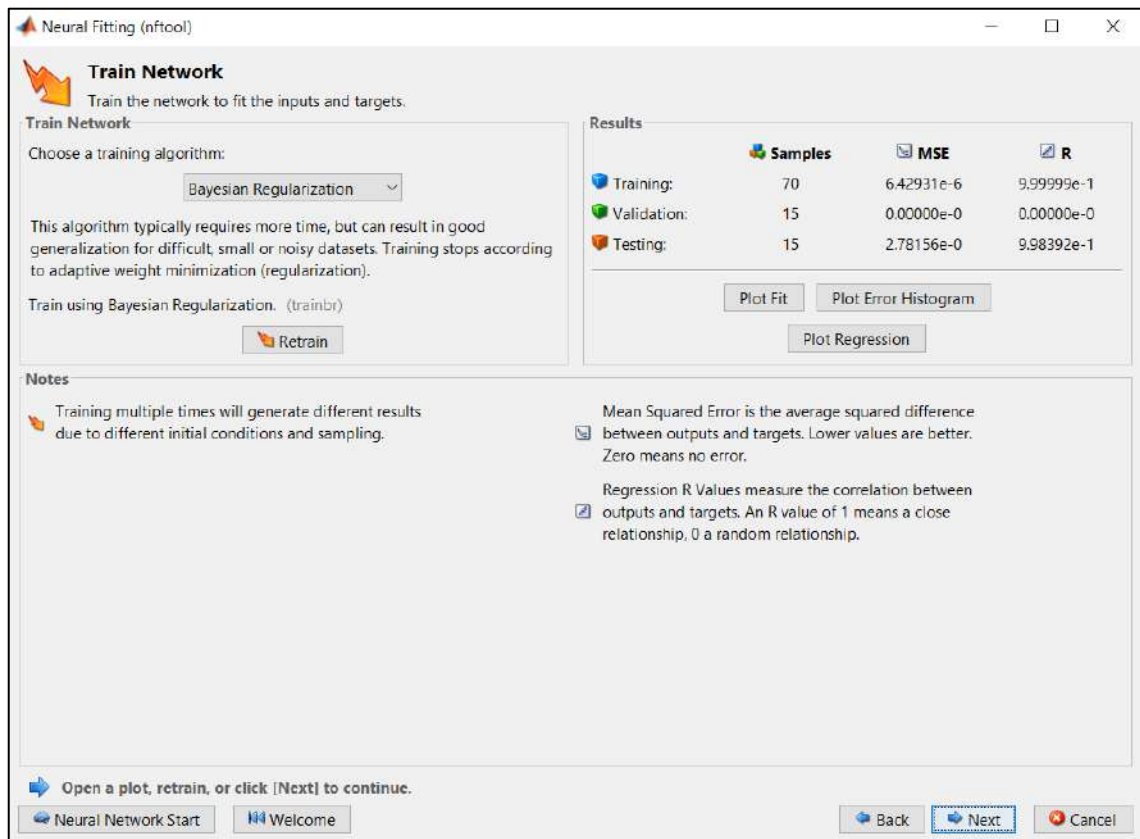 Neural Fitting (nftool)
Train Network
Train the network to fit the inputs and targets.
Train Network
Choose a training algorithm:
Bayesian Regularization
This algorithm typically requires more time, but can result in good
generalization for difficult, small or noisy datasets. Training stops according
to adaptive weight minimization (regularization).
Train using Bayesian Regularization. (trainbr)
Retrain
Results
Samples MSE R
Training: 70 6.42931e-6 9.99999e-1
Validation: 15 0.00000e-0 0.00000e-0
Testing: 15 2.78156e-0 9.98392e-1
Plot Fit Plot Error Histogram
Plot Regression
Notes
Training multiple times will generate different results
due to different initial conditions and sampling.
Mean Squared Error is the average squared difference
between outputs and targets. Lower values are better.
Zero means no error.
Regression R Values measure the correlation between
outputs and targets. An R value of 1 means a close
relationship, 0 a random relationship.
Open a plot, retrain, or click [Next] to continue.
Neural Network Start Welcome Back Next Cancel